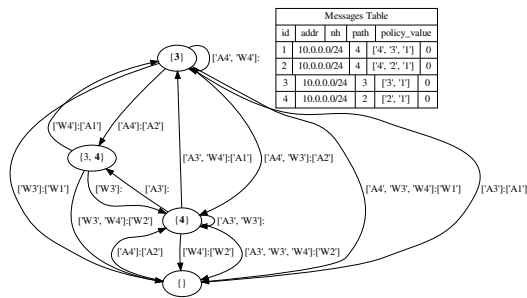 Messages Table
id addr nh path policy_value
1 10.0.0.0/24 4 ['4', '3', '1'] 0
2 10.0.0.0/24 4 ['4', '2', '1'] 0
3 10.0.0.0/24 3 ['3', '1'] 0
4 10.0.0.0/24 2 ['2', '1'] 0
{3}
['A4', 'W4']:
['W4']:['A1']
['A4']:['A2']
{3, 4}
['A3', 'W4']:['A1']
['A4', 'W3']:['A2']
['W3']:['W1']
['W3']:
['A3']:
['A4', 'W3', 'W4']:['W1']
['A3']:['A1']
['W3', 'W4']:['W2']
{4}
['A3', 'W3']:
['A4']:['A2']
['W4']:['W2']
['A3', 'W3', 'W4']:['W2']
{}